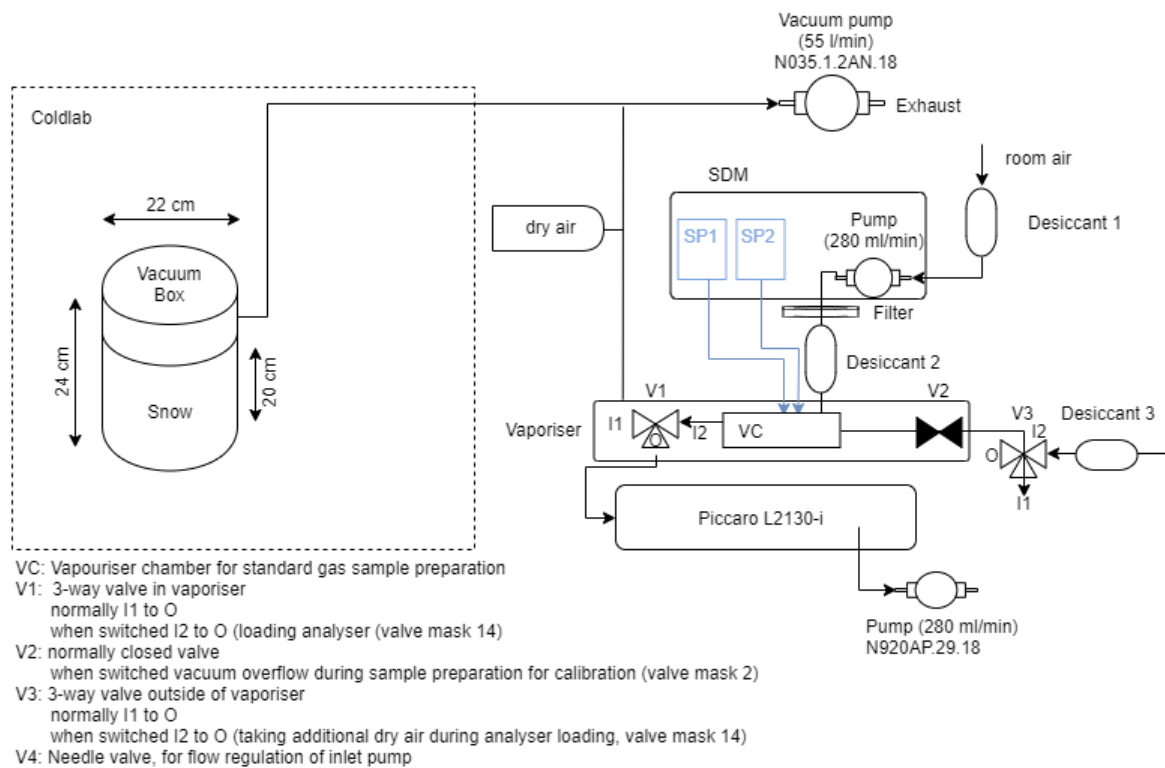 Vacuum pump
(55 l/min)
N035.1.2AN.18
Exhaust
Coldlab
room air
SDM
22 cm
Desiccant 1
dry air
SP1
SP2
Pump
(280 ml/min)
Vacuum
Box
Filter
24 cm
20 cm
Desiccant 2
Snow
V1
V2
V3
Desiccant 3
Vaporiser
I1
O
I2
VC
I2
O
I1
Piccaro L2130-i
Pump (280 ml/min)
N920AP.29.18
VC: Vapouriser chamber for standard gas sample preparation
V1: 3-way valve in vaporiser
normally I1 to O
when switched I2 to O (loading analyser (valve mask 14)
V2: normally closed valve
when switched vacuum overflow during sample preparation for calibration (valve mask 2)
V3: 3-way valve outside of vaporiser
normally I1 to O
when switched I2 to O (taking additional dry air during analyser loading, valve mask 14)
V4: Needle valve, for flow regulation of inlet pump